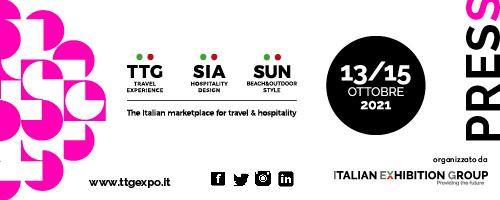 TTG
TRAVEL
EXPERIENCE
SIA
HOSPITALITY
DESIGN
SUN
BEACH&OUTDOOR
STYLE
The Italian marketplace for travel & hospitality
13/15
OTTOBRE
2021
PRESS
www.ttgexpo.it
organizzato da
ITALIAN EXHIBITION GROUP
Providing the future